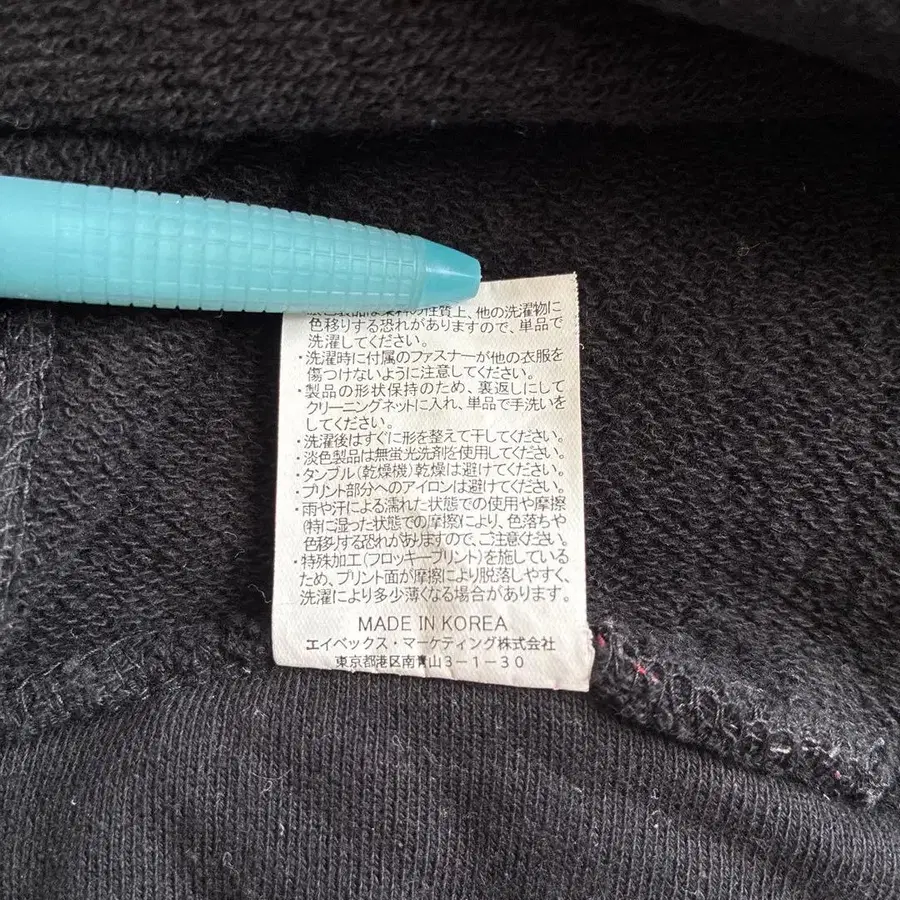 性質上、他の洗濯物に
色移りする恐れがありますので、単品で
洗濯してください。
・洗濯時に付属のファスナーが他の衣服を
傷つけないように注意してください。
・製品の形状保持のため、裏返しにして
クリーニングネットに入れ、単品で手洗いを
してください。
・洗濯後はすぐに形を整えて干してください。
・淡色製品は無蛍光洗剤を使用してください。
・タンブル(乾燥機)乾燥は避けてください。
・プリント部分へのアイロンは避けてください。
・雨や汗による濡れた状態での使用や摩擦
(特に湿った状態での摩擦)により、色落ちや
色移りする恐れがありますので、ご注意ください。
・特殊加工(フロッキープリント)を施している
ため、プリント面が摩擦により脱落しやすく、
洗濯により多少薄くなる場合があります。
MADE IN KOREA
エイベックス・マーケティング株式会社
東京都港区南青山3-1-30